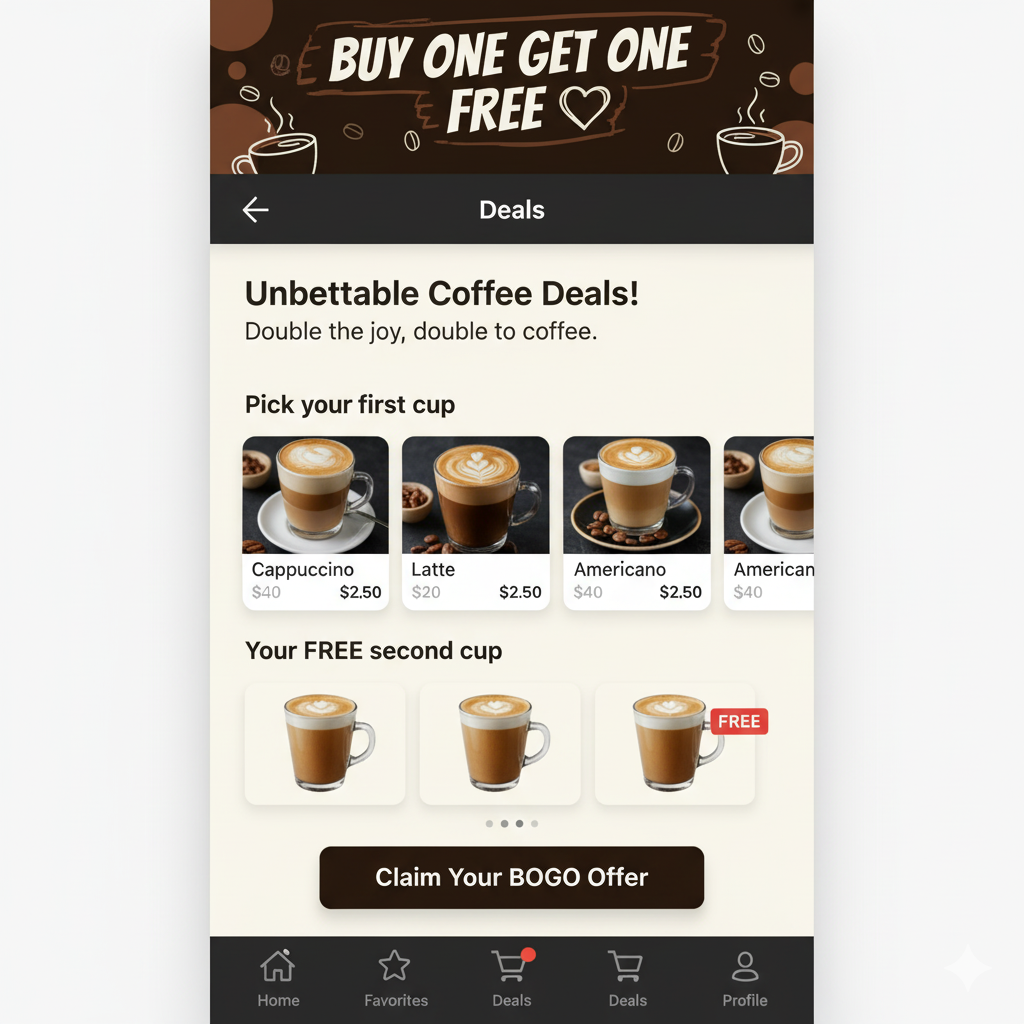 BUY ONE GET ONE
FREE
Deals
Unbettable Coffee Deals!
Double the joy, double to coffee.
Pick your first cup
Cappuccino
$40 $2.50
Latte
$20 $2.50
Americano
$40 $2.50
American
$40
Your FREE second cup
FREE
Claim Your BOGO Offer
Home Favorites Deals Deals Profile